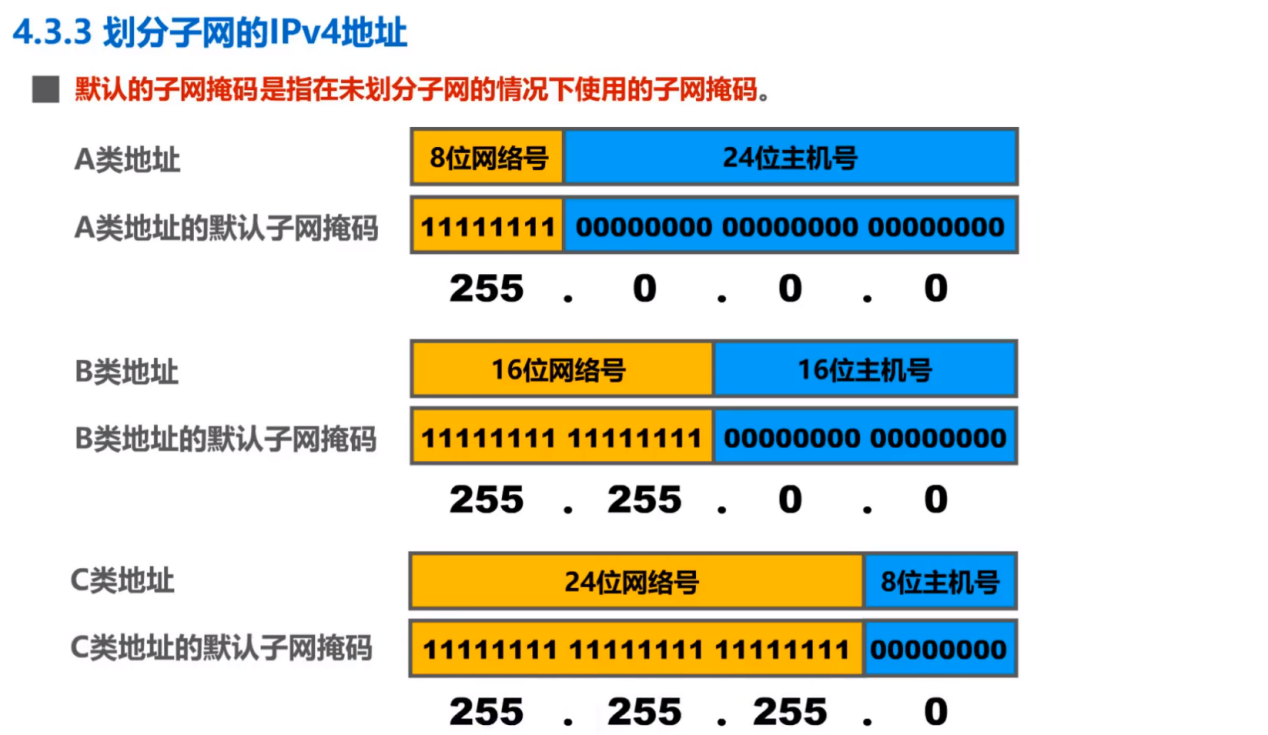 4.3.3 划分子网的IPv4地址
默认的子网掩码是指在未划分子网的情况下使用的子网掩码。
A类地址 8位网络号 24位主机号
A类地址的默认子网掩码 11111111 00000000 00000000 00000000
255 . 0 . 0 . 0
B类地址 16位网络号 16位主机号
B类地址的默认子网掩码 11111111 11111111 00000000 00000000
255 . 255 . 0 . 0
C类地址 24位网络号 8位主机号
C类地址的默认子网掩码 11111111 11111111 11111111 00000000
255 . 255 . 255 . 0